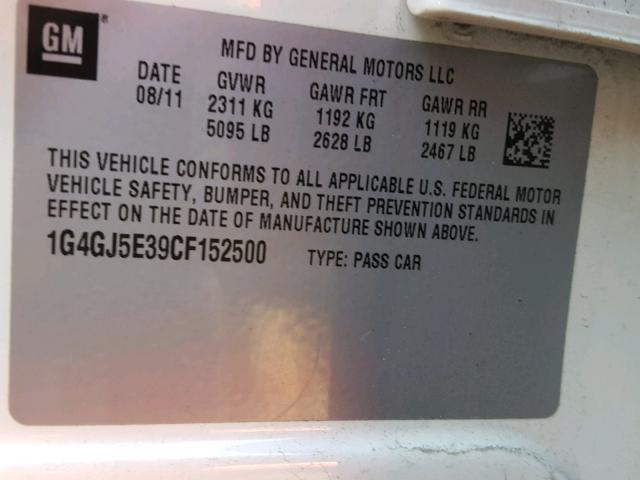 GM ®
MFD BY GENERAL MOTORS LLC
DATE GVWR GAWR FRT GAWR RR
08/11 2311 KG 1192 KG 1119 KG
5095 LB 2628 LB 2467 LB
THIS VEHICLE CONFORMS TO ALL APPLICABLE U.S. FEDERAL MOTOR
VEHICLE SAFETY, BUMPER, AND THEFT PREVENTION STANDARDS IN
EFFECT ON THE DATE OF MANUFACTURE SHOWN ABOVE.
1G4GJ5E39CF152500 TYPE: PASS CAR